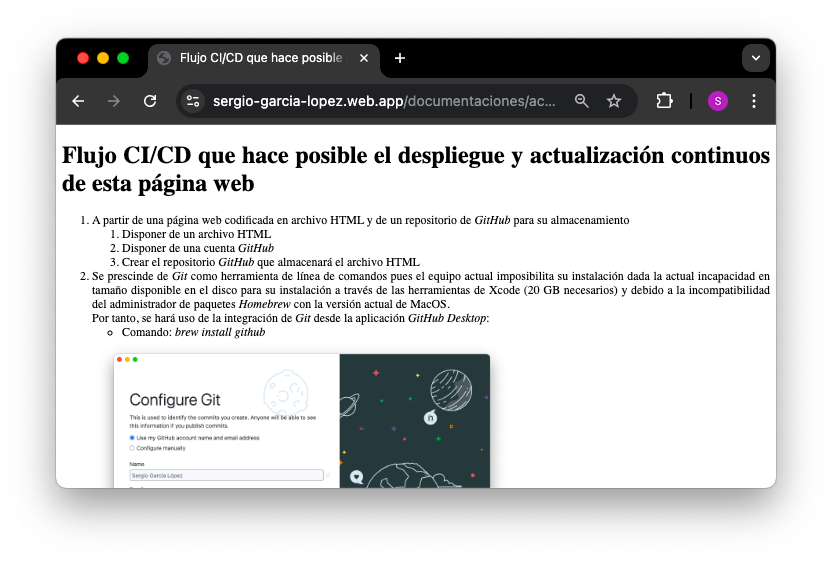 Flujo CI/CD que hace posible
sergio-garcia-lopez.web.app/documentaciones/ac...
S
Flujo CI/CD que hace posible el despliegue y actualización continuos
de esta página web
1. A partir de una página web codificada en archivo HTML y de un repositorio de GitHub para su almacenamiento
1. Disponer de un archivo HTML
2. Disponer de una cuenta GitHub
3. Crear el repositorio GitHub que almacenará el archivo HTML
2. Se prescinde de Git como herramienta de línea de comandos pues el equipo actual imposibilita su instalación dada la actual incapacidad en
tamaño disponible en el disco para su instalación a través de las herramientas de Xcode (20 GB necesarios) y debido a la incompatibilidad
del administrador de paquetes Homebrew con la versión actual de MacOS.
Por tanto, se hará uso de la integración de Git desde la aplicación GitHub Desktop:
Comando: brew install github
Configure Git
This is used to identify the commits you create. Anyone will be able to see
this information if you publish commits.
Use my GitHub account name and email address
Configure manually
Name
Sergio García López